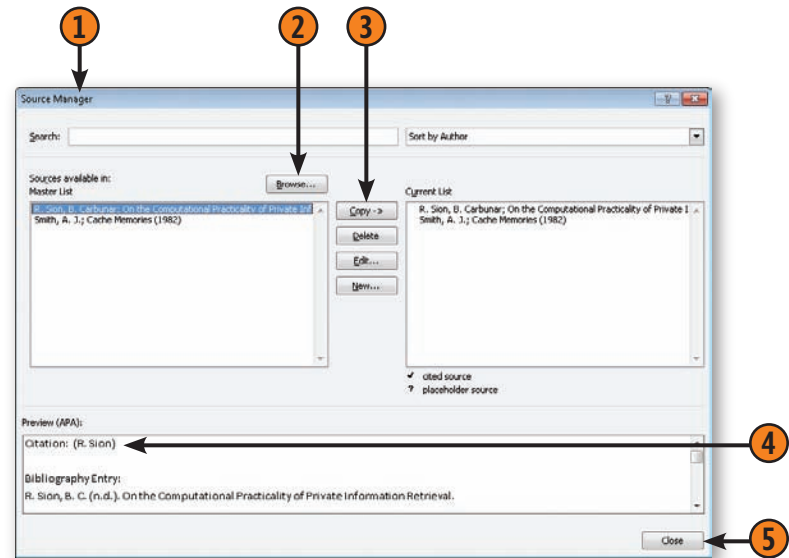 1 2 3
Source Manager
Search: Sort by Author
Sources available in:
Master List Browse... Current List
R. Sion, B. Carbunar; On the Computational Practicality of Private Inf Copy -> R. Sion, B. Carbunar; On the Computational Practicality of Private I
Smith, A. J.; Cache Memories (1982) Smith, A. J.; Cache Memories (1982)
Delete
Edit...
New...
✓ cited source
? placeholder source
Preview (APA):
Citation: (R. Sion) 4
Bibliography Entry:
R. Sion, B. C. (n.d.). On the Computational Practicality of Private Information Retrieval.
Close 5